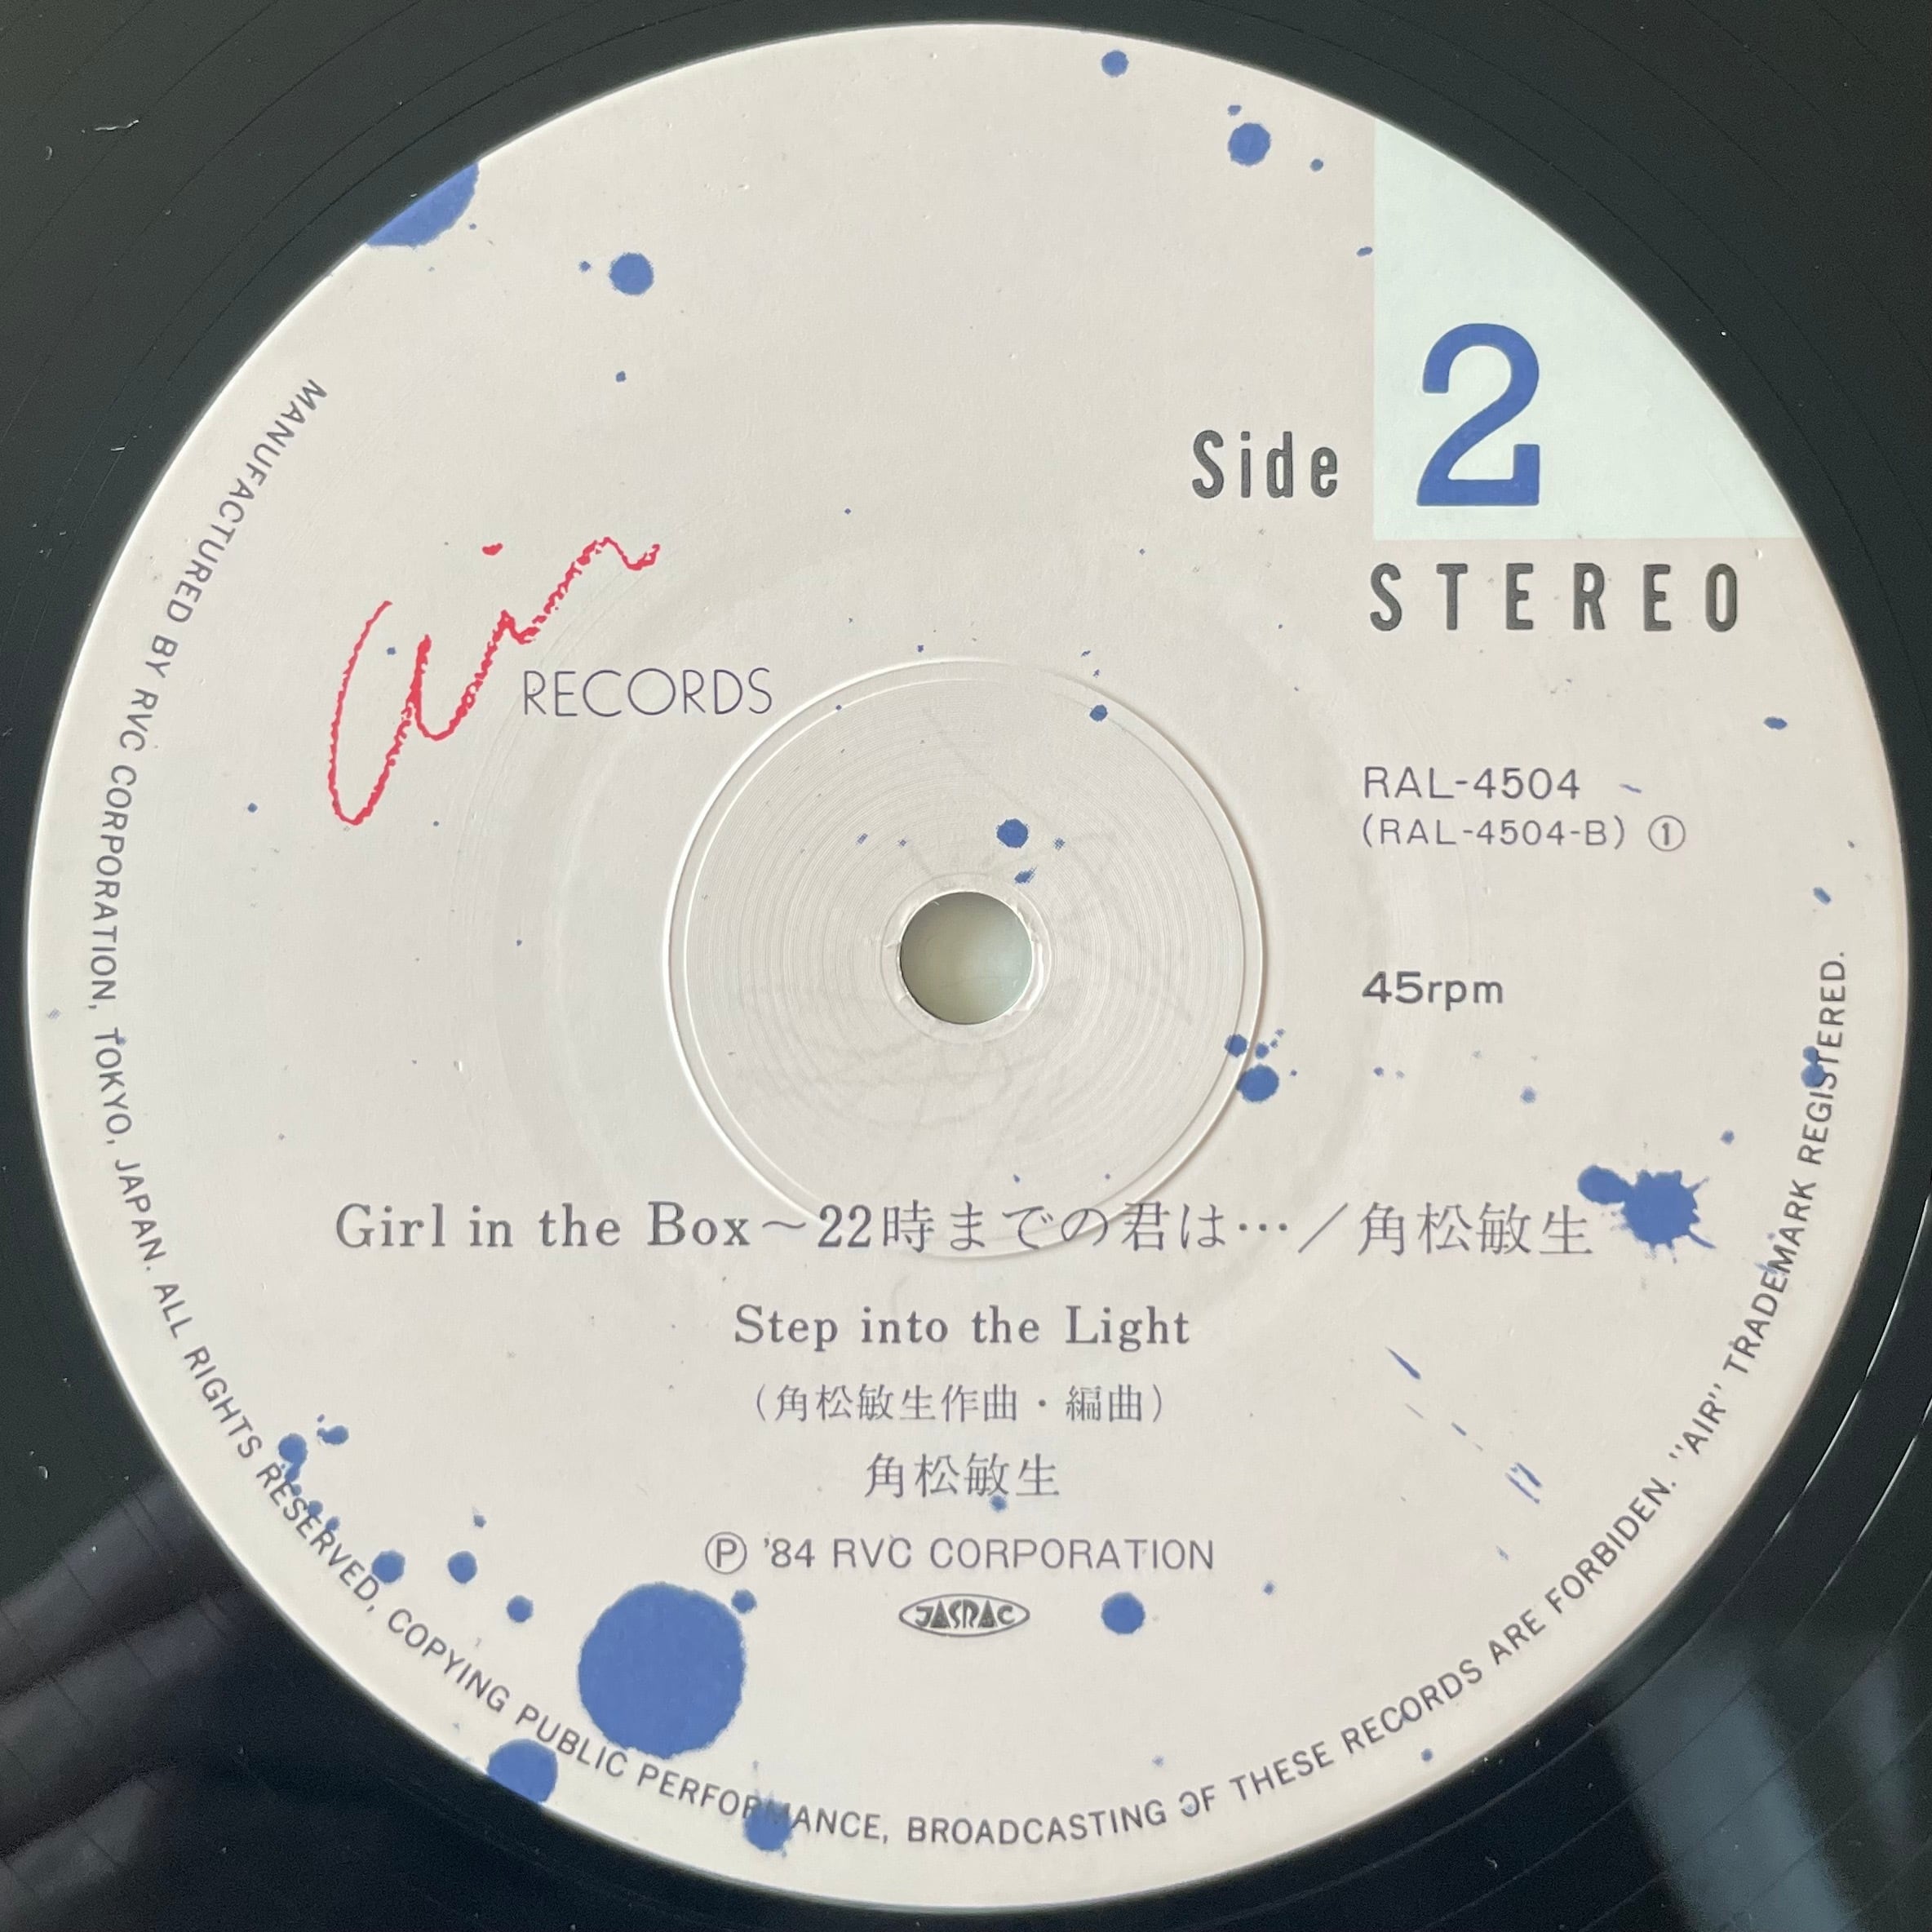 Side 2
STEREO
air
RECORDS
RAL-4504
(RAL-4504-B) ①
45rpm
Girl in the Box～22時までの君は…／角松敏生
Step into the Light
(角松敏生作曲・編曲)
角松敏生
Ⓟ '84 RVC CORPORATION
JASRAC
MANUFACTURED BY RVC CORPORATION, TOKYO, JAPAN. ALL RIGHTS RESERVED, COPYING PUBLIC PERFORMANCE, BROADCASTING OF THESE RECORDS ARE FORBIDEN. "AIR" TRADEMARK REGISTERED.